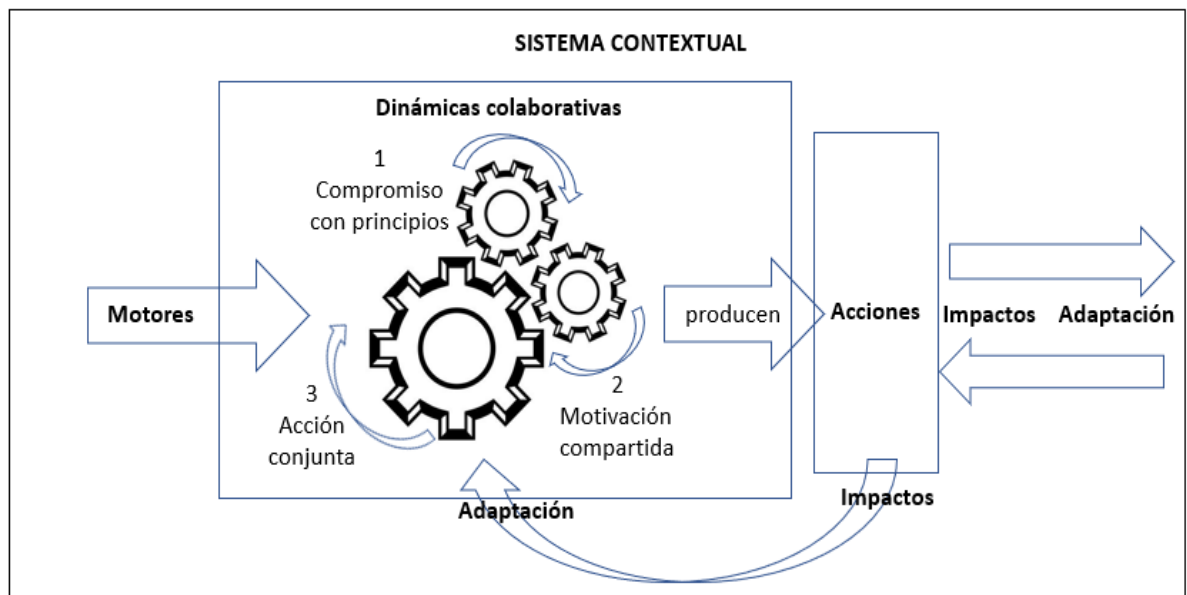 SISTEMA CONTEXTUAL
Dinámicas colaborativas
1
Compromiso
con principios
Motores
3
Acción
conjunta
2
Motivación
compartida
producen
Acciones
Impactos
Adaptación
Impactos
Adaptación